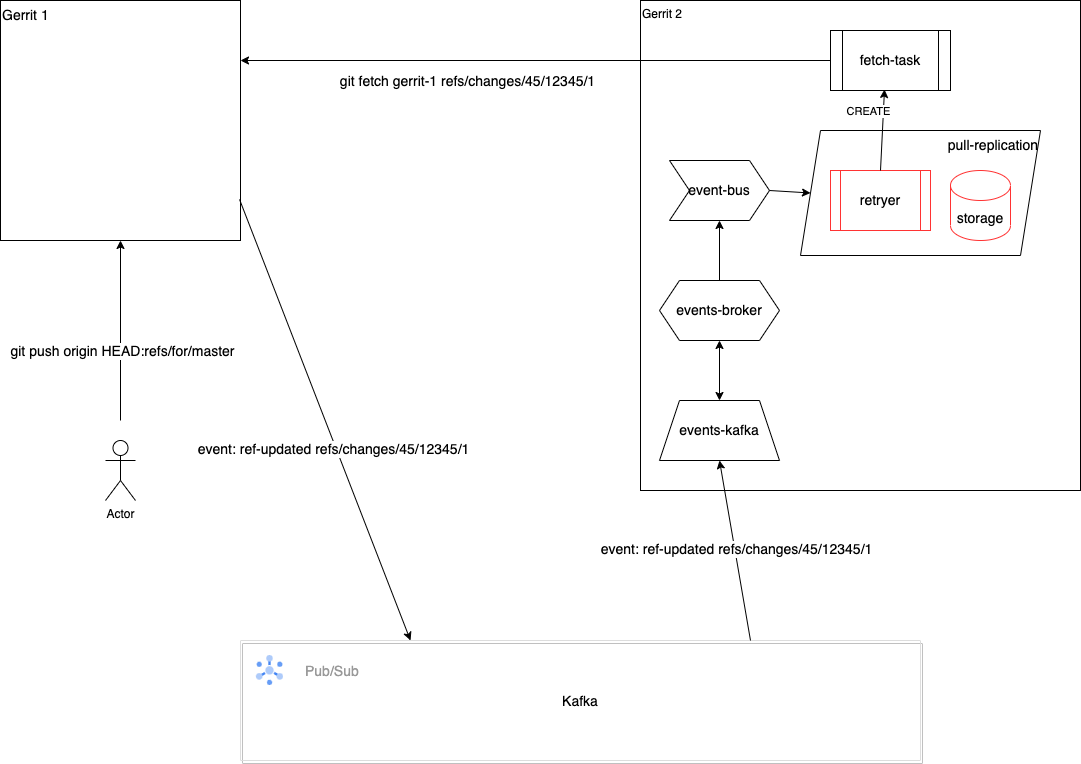 Gerrit 1
Gerrit 2
fetch-task
git fetch gerrit-1 refs/changes/45/12345/1
CREATE
pull-replication
event-bus
retryer
storage
events-broker
git push origin HEAD:refs/for/master
events-kafka
event: ref-updated refs/changes/45/12345/1
Actor
event: ref-updated refs/changes/45/12345/1
Pub/Sub
Kafka